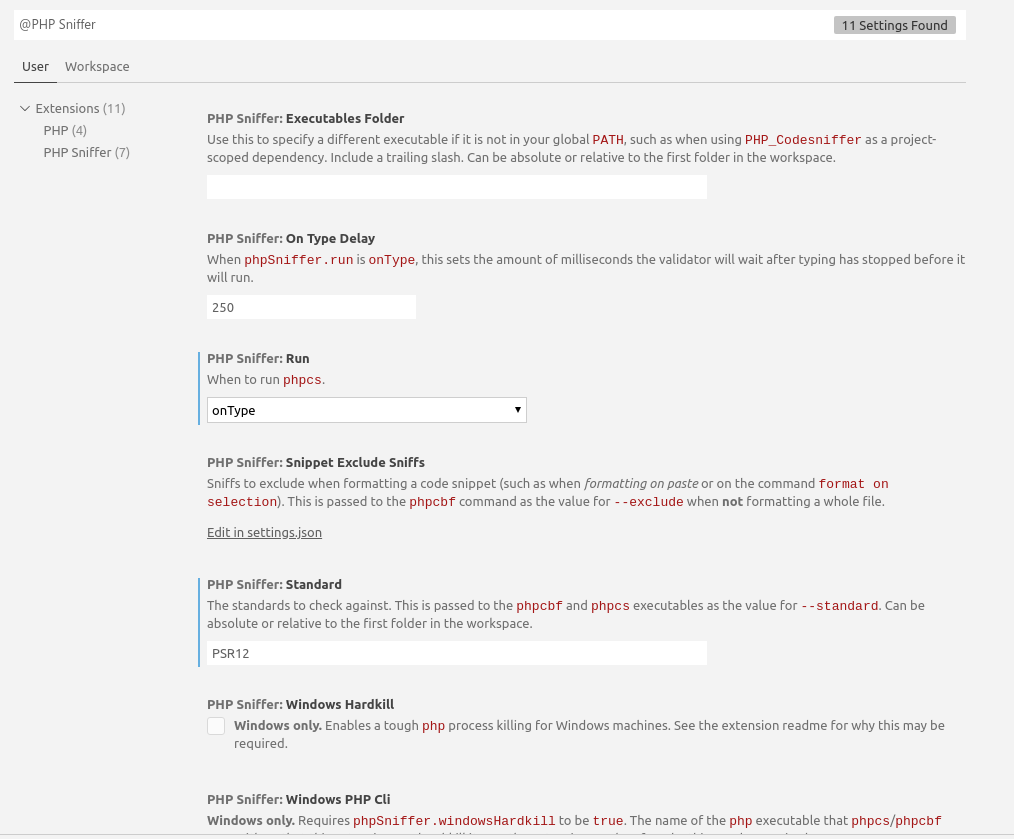 @PHP Sniffer
11 Settings Found
User
Workspace
Extensions (11)
PHP (4)
PHP Sniffer (7)
PHP Sniffer: Executables Folder
Use this to specify a different executable if it is not in your global PATH, such as when using PHP_Codesniffer as a project-
scoped dependency. Include a trailing slash. Can be absolute or relative to the first folder in the workspace.
PHP Sniffer: On Type Delay
When phpSniffer.run is onType, this sets the amount of milliseconds the validator will wait after typing has stopped before it
will run.
250
PHP Sniffer: Run
When to run phpcs.
onType
PHP Sniffer: Snippet Exclude Sniffs
Sniffs to exclude when formatting a code snippet (such as when formatting on paste or on the command format on
selection). This is passed to the phpcbf command as the value for --exclude when not formatting a whole file.
Edit in settings.json
PHP Sniffer: Standard
The standards to check against. This is passed to the phpcbf and phpcs executables as the value for --standard. Can be
absolute or relative to the first folder in the workspace.
PSR12
PHP Sniffer: Windows Hardkill
Windows only. Enables a tough php process killing for Windows machines. See the extension readme for why this may be
required.
PHP Sniffer: Windows PHP Cli
Windows only. Requires phpSniffer.windowsHardkill to be true. The name of the php executable that phpcs/phpcbf